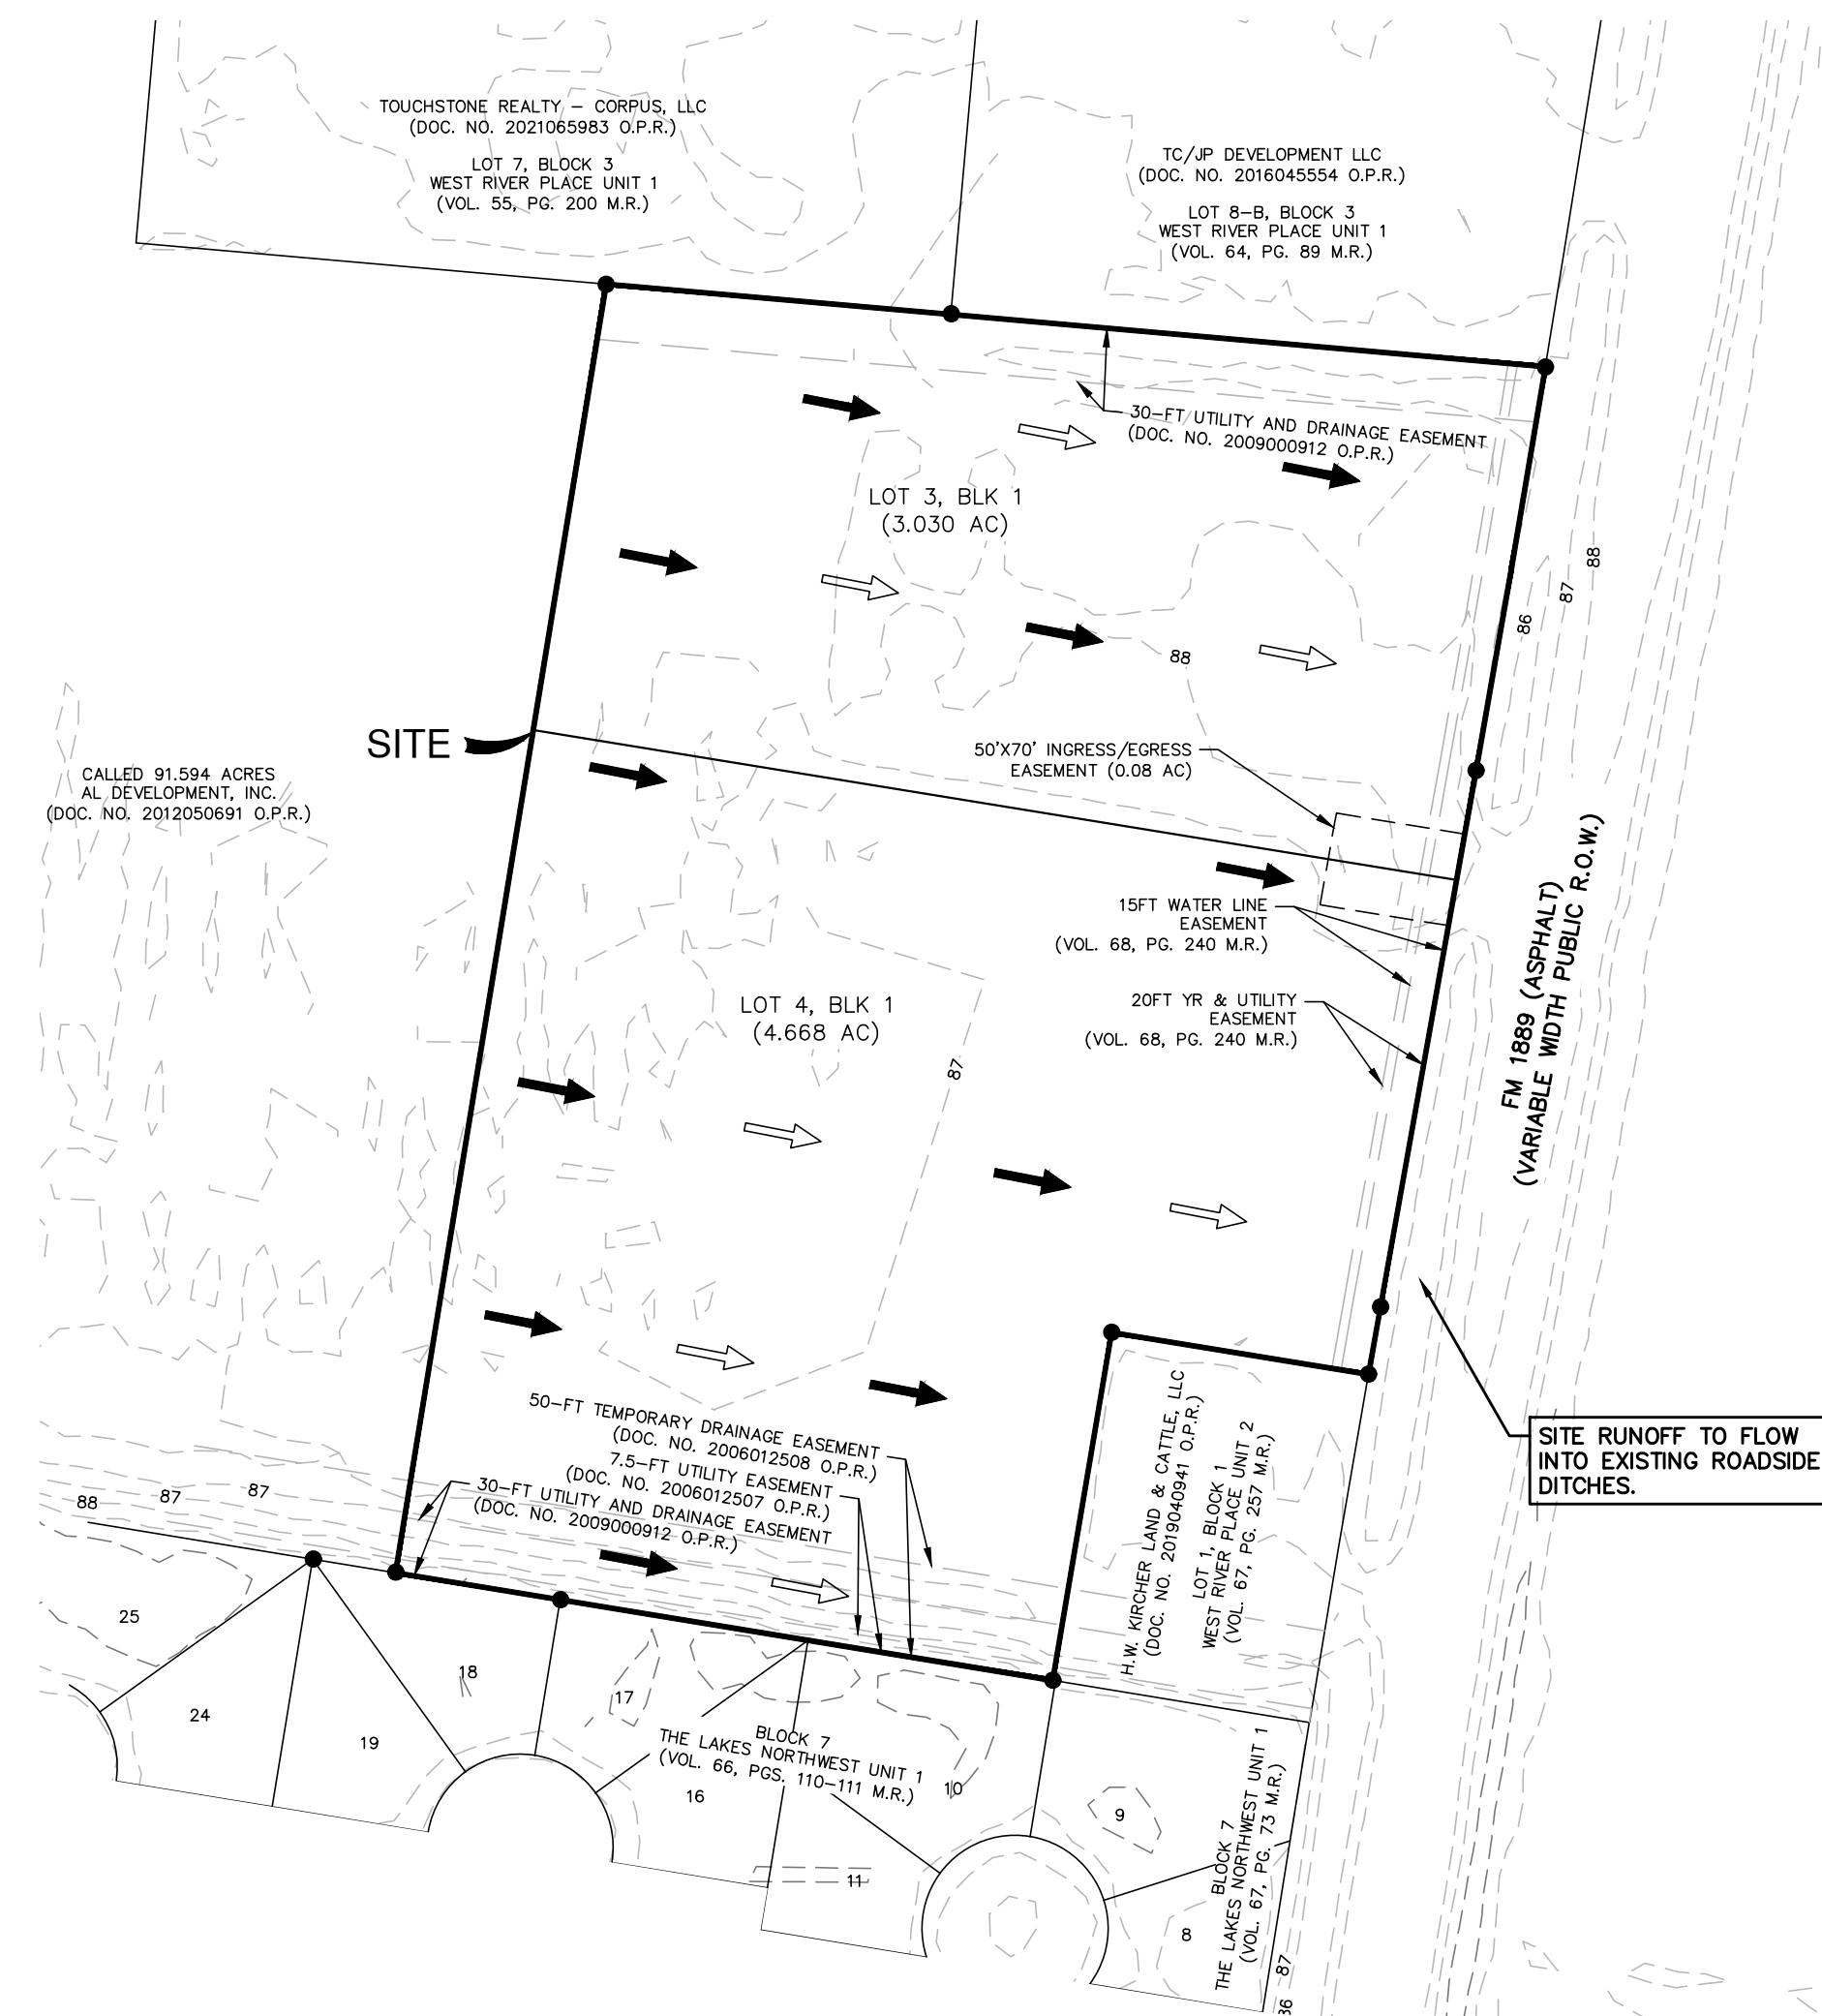 TOUCHSTONE REALTY – CORPUS, LLC
(DOC. NO. 2021065983 O.P.R.)
LOT 7, BLOCK 3
WEST RIVER PLACE UNIT 1
(VOL. 55, PG. 200 M.R.)
TC/JP DEVELOPMENT LLC
(DOC. NO. 2016045554 O.P.R.)
LOT 8–B, BLOCK 3
WEST RIVER PLACE UNIT 1
(VOL. 64, PG. 89 M.R.)
30–FT UTILITY AND DRAINAGE EASEMENT
(DOC. NO. 2009000912 O.P.R.)
LOT 3, BLK 1
(3.030 AC)
88
87
86
88
SITE
50'X70' INGRESS/EGRESS
EASEMENT (0.08 AC)
CALLED 91.594 ACRES
AL DEVELOPMENT, INC.
(DOC. NO. 2012050691 O.P.R.)
15FT WATER LINE
EASEMENT
(VOL. 68, PG. 240 M.R.)
20FT YR & UTILITY
EASEMENT
(VOL. 68, PG. 240 M.R.)
FM 1889 (ASPHALT)
(VARIABLE WIDTH PUBLIC R.O.W.)
LOT 4, BLK 1
(4.668 AC)
87
50–FT TEMPORARY DRAINAGE EASEMENT
(DOC. NO. 2006012508 O.P.R.)
7.5–FT UTILITY EASEMENT
(DOC. NO. 2006012507 O.P.R.)
30–FT UTILITY AND DRAINAGE EASEMENT
(DOC. NO. 2009000912 O.P.R.)
H.W. KIRCHER LAND & CATTLE, LLC
(DOC. NO. 2019040941 O.P.R.)
LOT 1, BLOCK 1
WEST RIVER PLACE UNIT 2
(VOL. 67, PG. 257 M.R.)
SITE RUNOFF TO FLOW
INTO EXISTING ROADSIDE
DITCHES.
88
87
87
25
24
19
18
17
16
BLOCK 7
THE LAKES NORTHWEST UNIT 1
(VOL. 66, PGS. 110–111 M.R.)
10
11
9
8
BLOCK 7
THE LAKES NORTHWEST UNIT 1
(VOL. 67, PG. 73 M.R.)
87
86